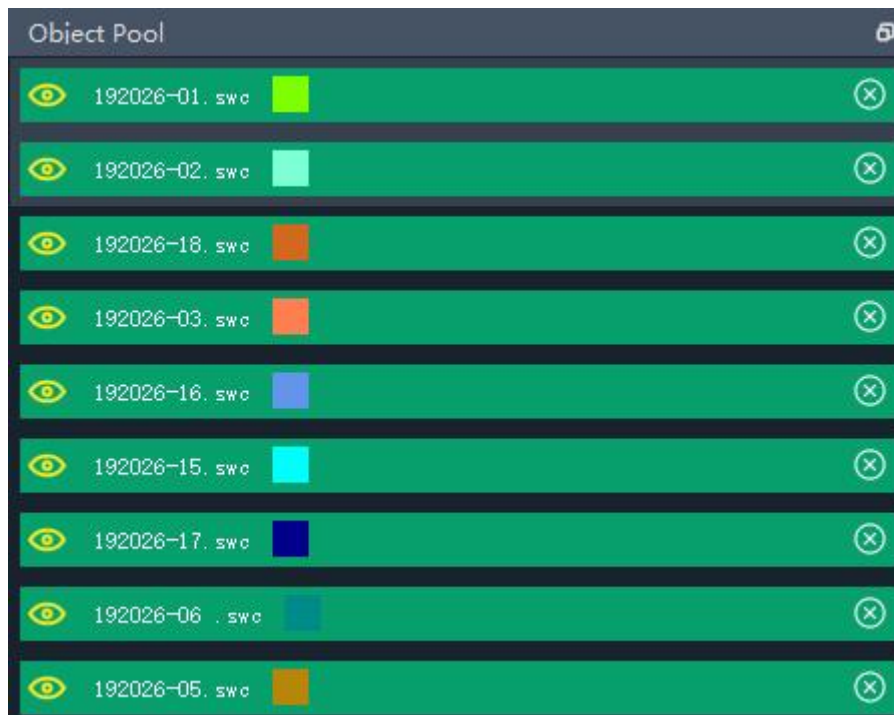 Object Pool
192026-01.swc
192026-02.swc
192026-18.swc
192026-03.swc
192026-16.swc
192026-15.swc
192026-17.swc
192026-06 .swc
192026-05.swc